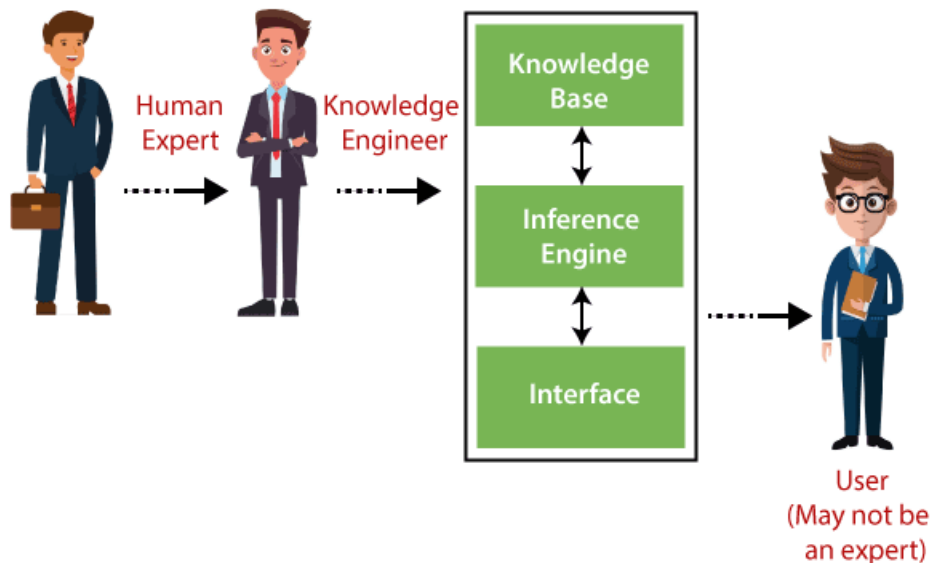 Human
Expert
Knowledge
Engineer
Knowledge
Base
Inference
Engine
Interface
User
(May not be
an expert)